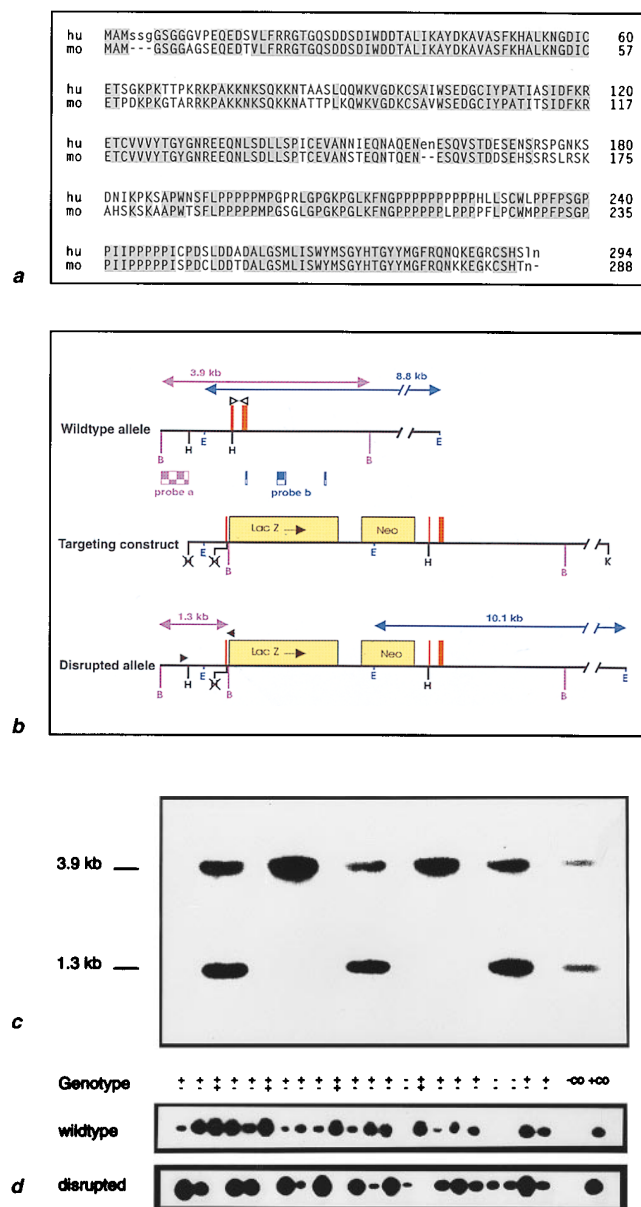 hu MAMssgGSGGGVPEQEDSVLFRRGTGQSDDSDIWDDTALIKAYDKAVASFKHALKNGDIC 60
mo MAM---GSGGAGSEQEDTVLFRRGTGQSDDSDIWDDTALIKAYDKAVASFKHALKNGDIC 57
hu ETSGKPKTTPKRKPAKKNKSQKKNTAASLQQWKVGDKCSAIWSEDGCIYPATIASIDFKR 120
mo ETPDKPKGTARRKPAKKNKSQKKNATTPLKQWKVGDKCSAVWSEDGCIYPATITSIDFKR 117
hu ETCVVVYTGYGNREEQNLSDLLSPICEVANNIEQNAQENenESQVSTDESENSRSPGNKS 180
mo ETCVVVYTGYGNREEQNLSDLLSPTCEVANSTEQNTQEN--ESQVSTDDSEHSSRSLRSK 175
hu DNIKPKSAPWNSFLPPPPPMPGPRLGPGKPGLKFNGPPPPPPPPPPHLLSCWLPPFPSGP 240
mo AHSKSKAAPWTSFLPPPPPMPGSGLGPGKPGLKFNGPPPPPPLPPPPFLPCWMPPFPSGP 235
hu PIIPPPPPICPDSLDDADALGSMLISWYMSGYHTGYYMGFRQNQKEGRCSHSln 294
mo PIIPPPPPISPDCLDDTDALGSMLISWYMSGYHTGYYMGFRQNKKEGKCSHTn- 288
a
3.9 kb
8.8 kb
Wildtype allele
E
H
H
E
B
B
probe a
probe b
Lac Z
Neo
Targeting construct
H
E
H
B
E
H
B
K
1.3 kb
10.1 kb
Lac Z
Neo
Disrupted allele
B
H
E
H
B
E
H
B
E
b
3.9 kb
1.3 kb
c
Genotype
wildtype
d disrupted